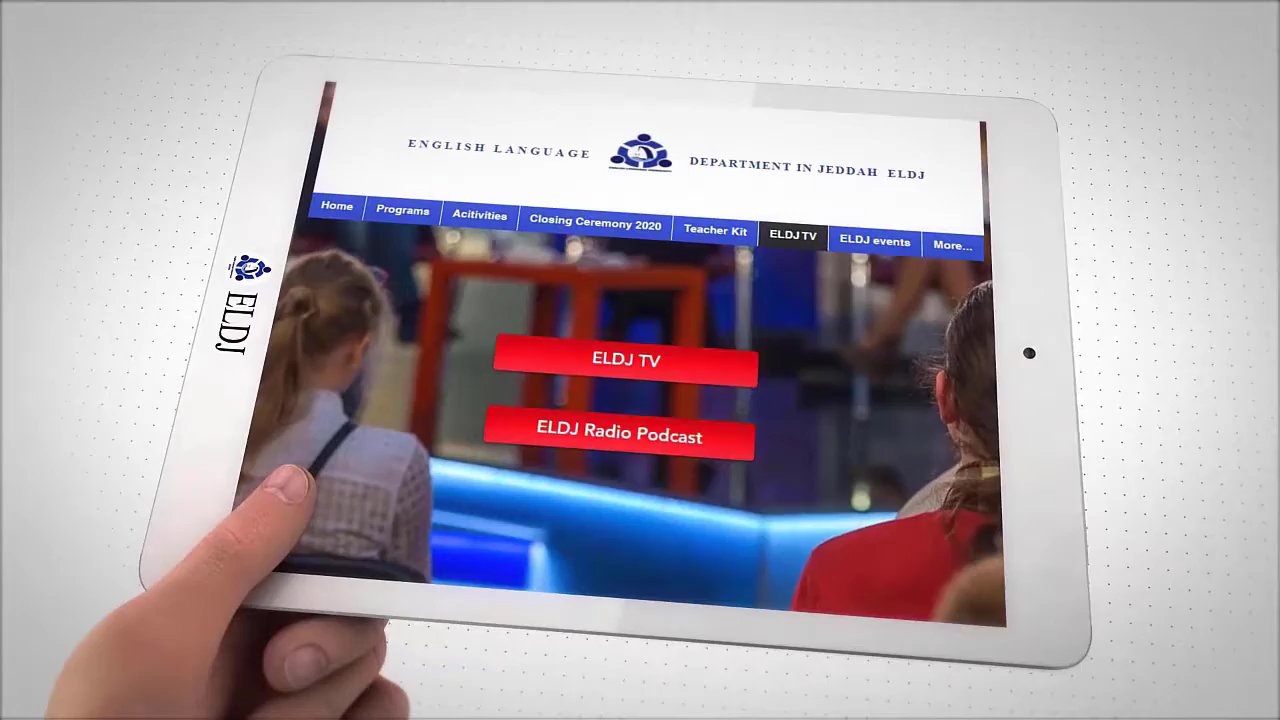 ENGLISH LANGUAGE DEPARTMENT IN JEDDAH ELDJ
Home Programs Acitivities Closing Ceremony 2020 Teacher Kit ELDJ TV ELDJ events More...
ELDJ
ELDJ TV
ELDJ Radio Podcast